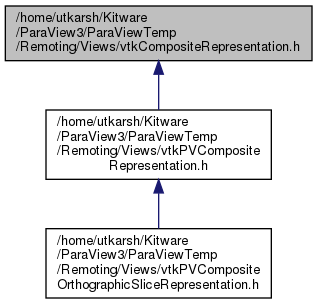 /home/utkarsh/Kitware
/ParaView3/ParaViewTemp
/Remoting/Views/vtkCompositeRepresentation.h
/home/utkarsh/Kitware
/ParaView3/ParaViewTemp
/Remoting/Views/vtkPVComposite
Representation.h
/home/utkarsh/Kitware
/ParaView3/ParaViewTemp
/Remoting/Views/vtkPVComposite
OrthographicSliceRepresentation.h